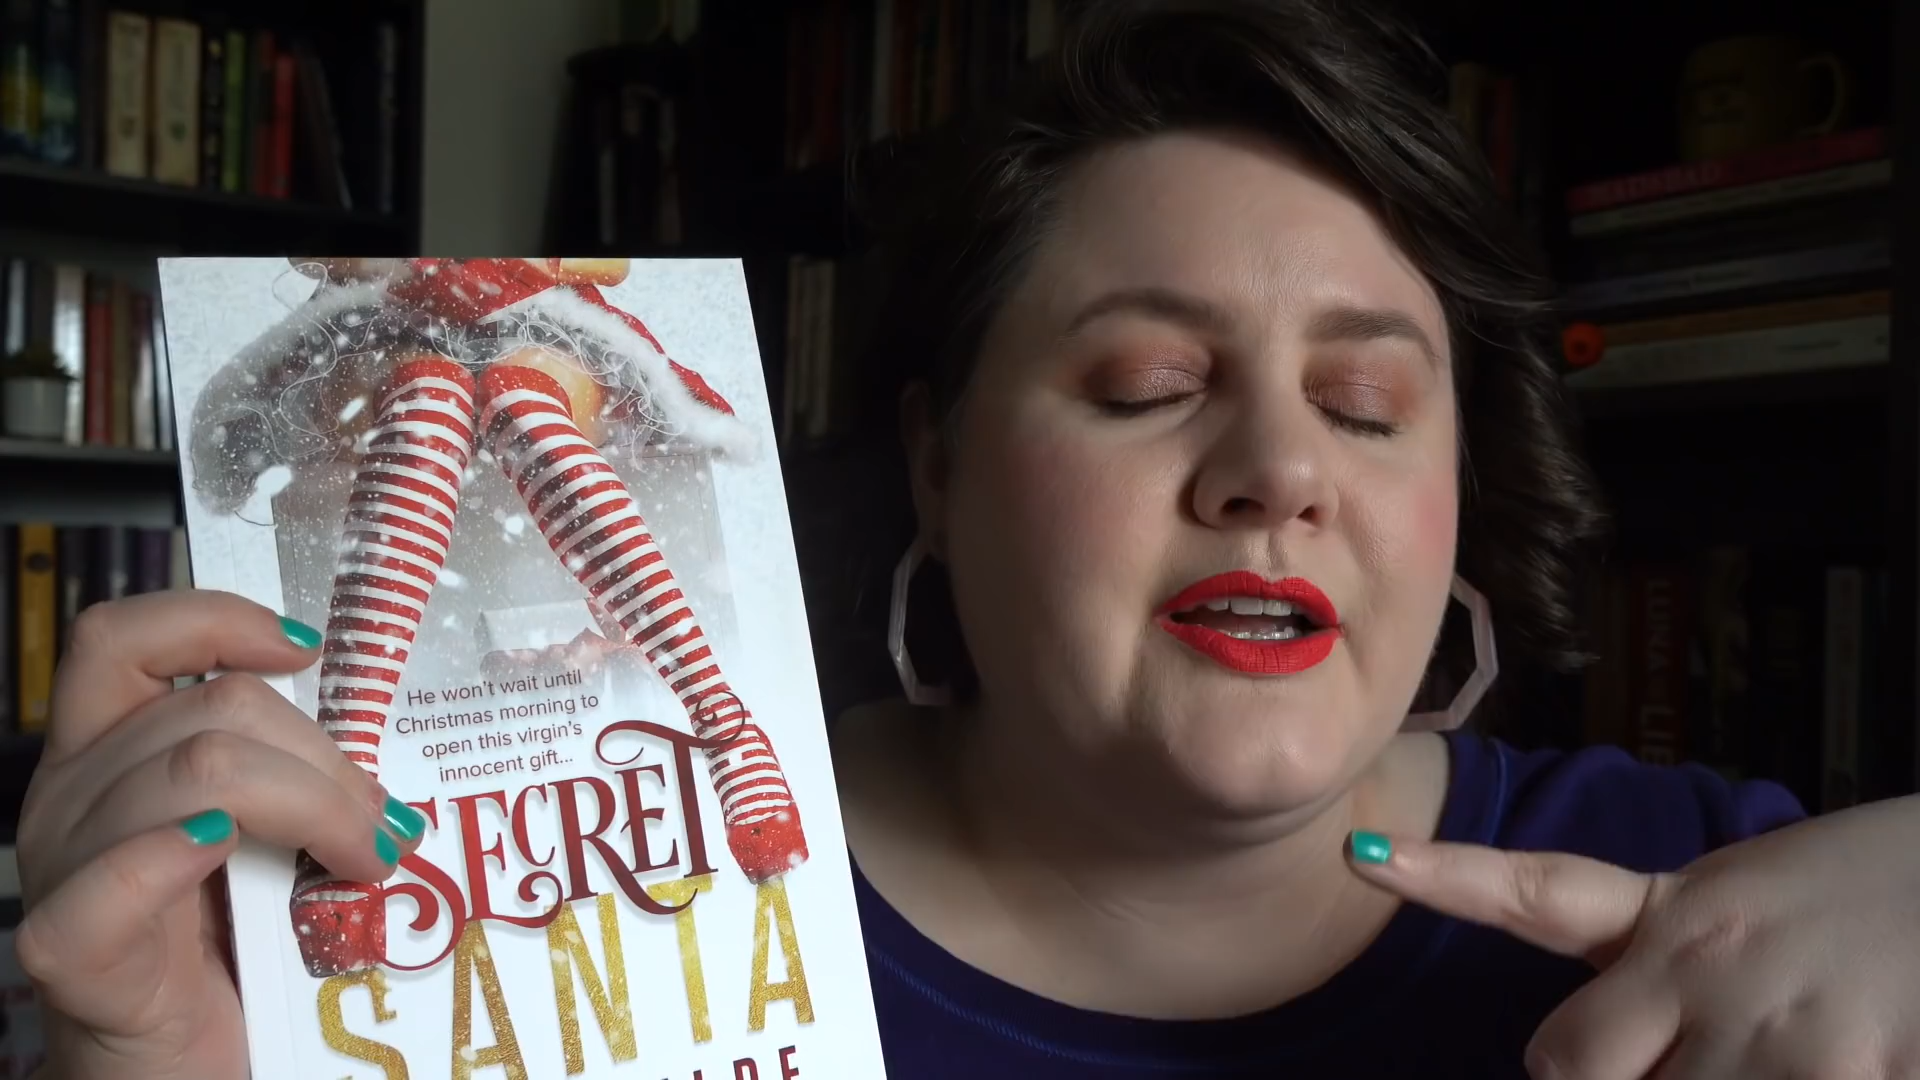 He won't wait until
Christmas morning to
open this virgin's
innocent gift...
SECRET
SANTA